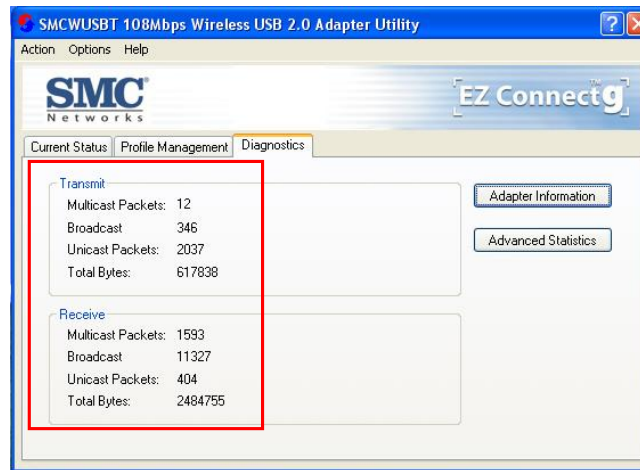 SMCWUSBT 108Mbps Wireless USB 2.0 Adapter Utility
Action Options Help
SMC®
Networks
EZ Connect™ g
Current Status Profile Management Diagnostics
Transmit
Multicast Packets: 12
Broadcast 346
Unicast Packets: 2037
Total Bytes: 617838
Adapter Information
Advanced Statistics
Receive
Multicast Packets: 1593
Broadcast 11327
Unicast Packets: 404
Total Bytes: 2484755